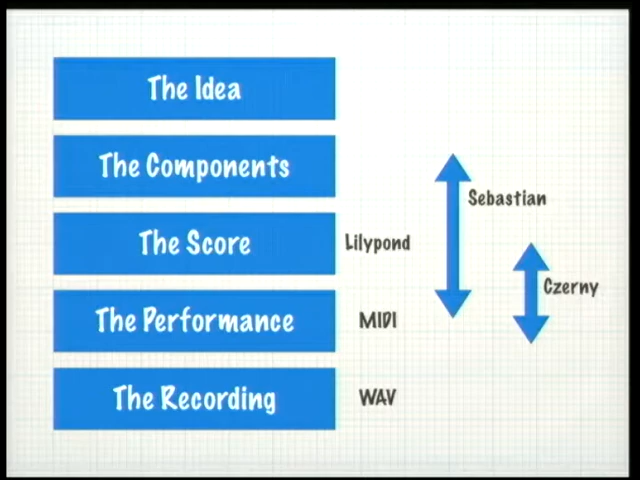 The Idea
The Components
Sebastian
The Score
Lilypond
Czerny
The Performance
MIDI
The Recording
WAV